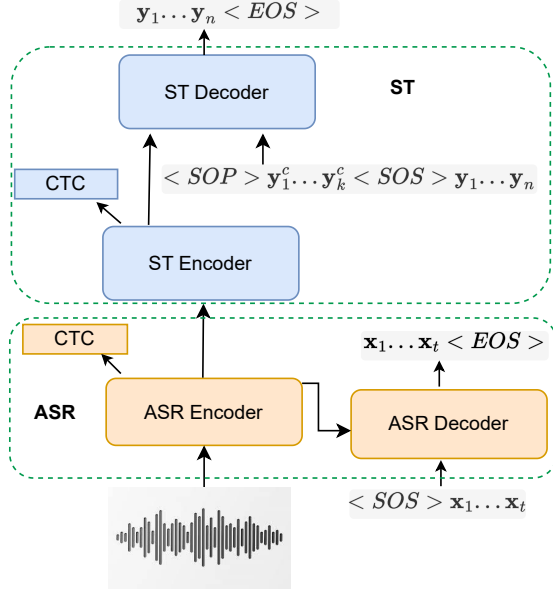 y₁...yₙ < EOS >
ST Decoder
ST
CTC
< SOP > y₁ᶜ...yₖᶜ < SOS > y₁...yₙ
ST Encoder
CTC
x₁...xₜ < EOS >
ASR
ASR Encoder
ASR Decoder
< SOS > x₁...xₜ